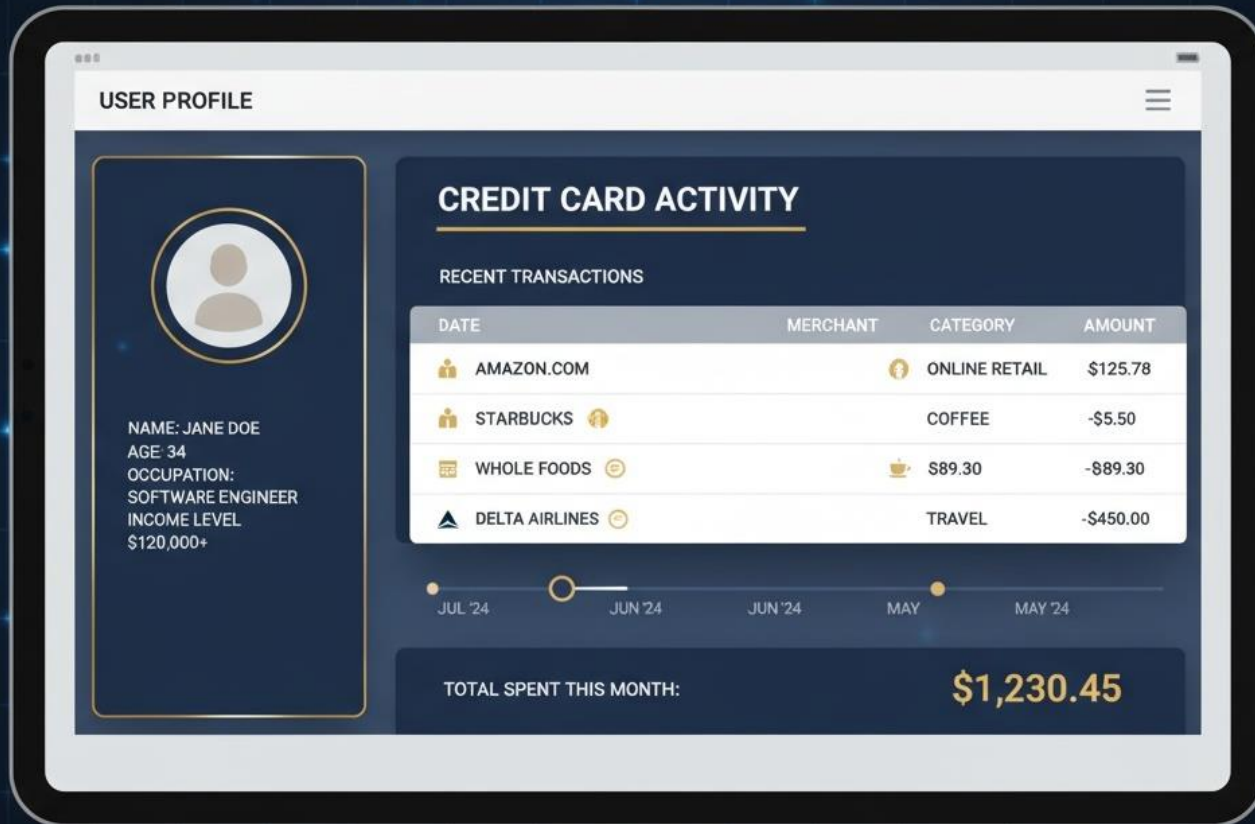 USER PROFILE
NAME: JANE DOE
AGE: 34
OCCUPATION:
SOFTWARE ENGINEER
INCOME LEVEL
$120,000+
CREDIT CARD ACTIVITY
RECENT TRANSACTIONS
DATE MERCHANT CATEGORY AMOUNT
AMAZON.COM ONLINE RETAIL $125.78
STARBUCKS COFFEE -$5.50
WHOLE FOODS $89.30 -$89.30
DELTA AIRLINES TRAVEL -$450.00
JUL '24 JUN '24 JUN '24 MAY MAY '24
TOTAL SPENT THIS MONTH: $1,230.45